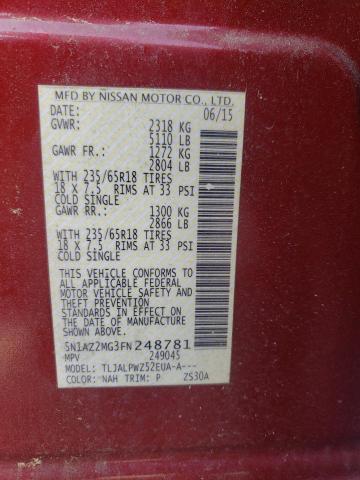 MFD BY NISSAN MOTOR CO., LTD.
DATE: 06/15
GVWR: 2318 KG
5110 LB
GAWR FR.: 1272 KG
2804 LB
WITH 235/65R18 TIRES
18 x 7.5 RIMS AT 33 PSI
COLD SINGLE
GAWR RR.: 1300 KG
2866 LB
WITH 235/65R18 TIRES
18 x 7.5 RIMS AT 33 PSI
COLD SINGLE
THIS VEHICLE CONFORMS TO
ALL APPLICABLE FEDERAL
MOTOR VEHICLE SAFETY AND
THEFT PREVENTION
STANDARDS IN EFFECT ON
THE DATE OF MANUFACTURE
SHOWN ABOVE.
5N1AZ2MG3FN248781
MPV 249045
MODEL: TLJALPWZ52EUA-A---
COLOR: NAH TRIM: P ZS30A